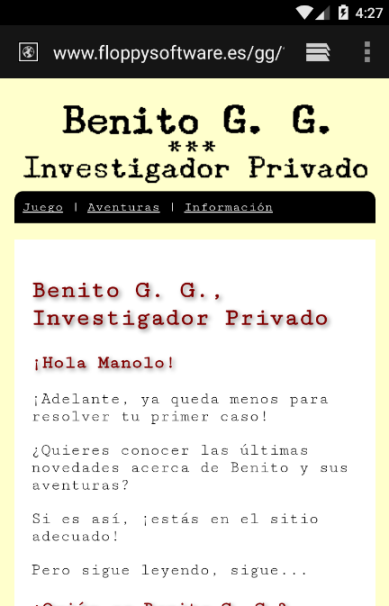 4:27
www.floppysoftware.es/gg/
Benito G. G.
***
Investigador Privado
Juego | Aventuras | Información
Benito G. G.,
Investigador Privado
¡Hola Manolo!
¡Adelante, ya queda menos para
resolver tu primer caso!
¿Quieres conocer las últimas
novedades acerca de Benito y sus
aventuras?
Si es así, ¡estás en el sitio
adecuado!
Pero sigue leyendo, sigue...
¿Quién es Benito G. G.?